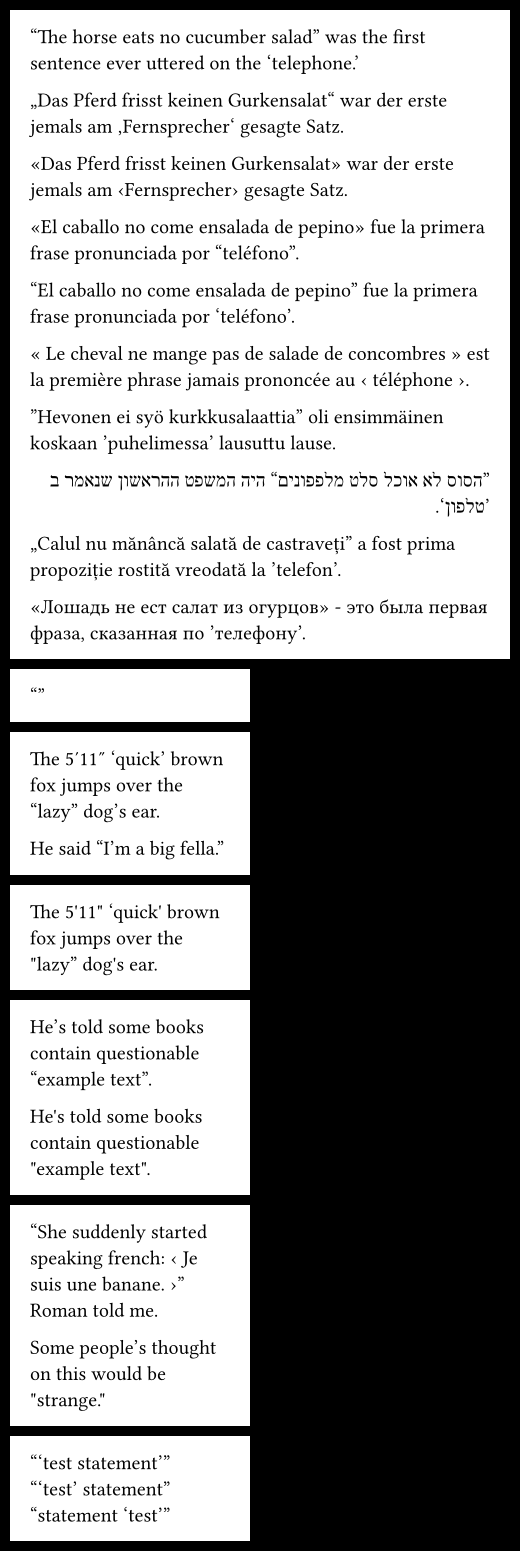 “The horse eats no cucumber salad” was the first
sentence ever uttered on the ‘telephone.’
„Das Pferd frisst keinen Gurkensalat“ war der erste
jemals am ‚Fernsprecher‘ gesagte Satz.
«Das Pferd frisst keinen Gurkensalat» war der erste
jemals am ‹Fernsprecher› gesagte Satz.
«El caballo no come ensalada de pepino» fue la primera
frase pronunciada por “teléfono”.
“El caballo no come ensalada de pepino” fue la primera
frase pronunciada por ‘teléfono’.
« Le cheval ne mange pas de salade de concombres » est
la première phrase jamais prononcée au ‹ téléphone ›.
”Hevonen ei syö kurkkusalaattia” oli ensimmäinen
koskaan ’puhelimessa’ lausuttu lause.
”הסוס לא אוכל סלט מלפפונים“ היה המשפט ההראשון שנאמר ב
’טלפון‘.
„Calul nu mănâncă salată de castraveți” a fost prima
propoziție rostită vreodată la ’telefon’.
«Лошадь не ест салат из огурцов» - это была первая
фраза, сказанная по ’телефону’.
“”
The 5′11″ ‘quick’ brown
fox jumps over the
“lazy” dog’s ear.
He said “I’m a big fella.”
The 5'11" ‘quick' brown
fox jumps over the
"lazy” dog's ear.
He’s told some books
contain questionable
“example text”.
He's told some books
contain questionable
"example text".
“She suddenly started
speaking french: ‹ Je
suis une banane. ›”
Roman told me.
Some people’s thought
on this would be
"strange."
“‘test statement’”
“‘test’ statement”
“statement ‘test’”